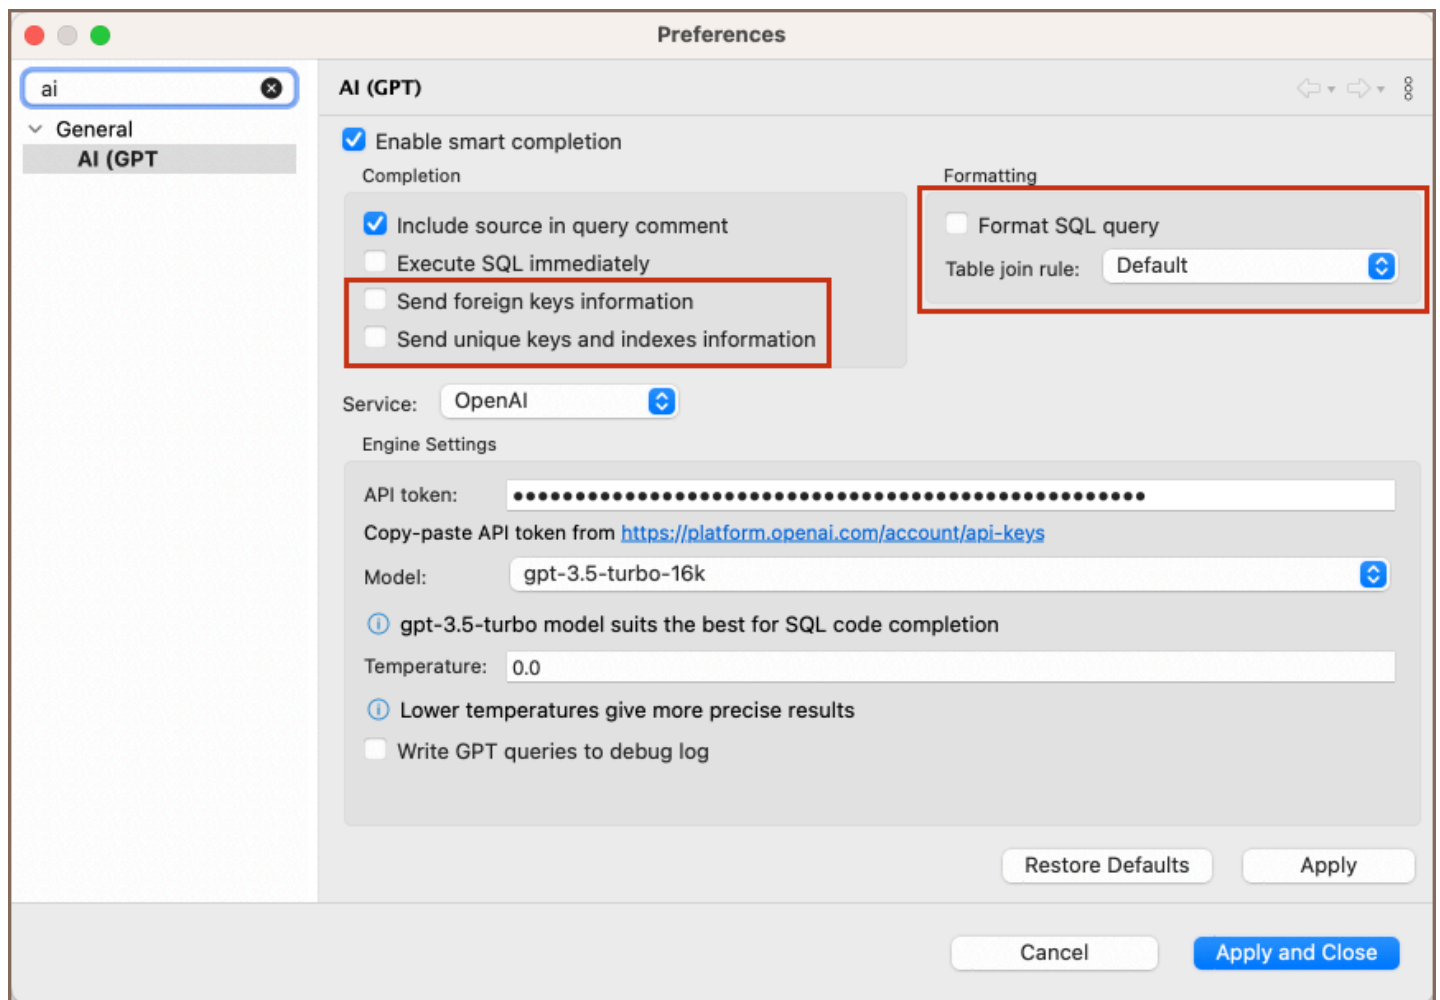 Preferences
ai
General
AI (GPT
AI (GPT)
Enable smart completion
Completion
Include source in query comment
Execute SQL immediately
Send foreign keys information
Send unique keys and indexes information
Formatting
Format SQL query
Table join rule: Default
Service: OpenAI
Engine Settings
API token: •••••••••••••••••••••••••••••••••••••••••••••••••••
Copy-paste API token from https://platform.openai.com/account/api-keys
Model: gpt-3.5-turbo-16k
gpt-3.5-turbo model suits the best for SQL code completion
Temperature: 0.0
Lower temperatures give more precise results
Write GPT queries to debug log
Restore Defaults Apply
Cancel Apply and Close